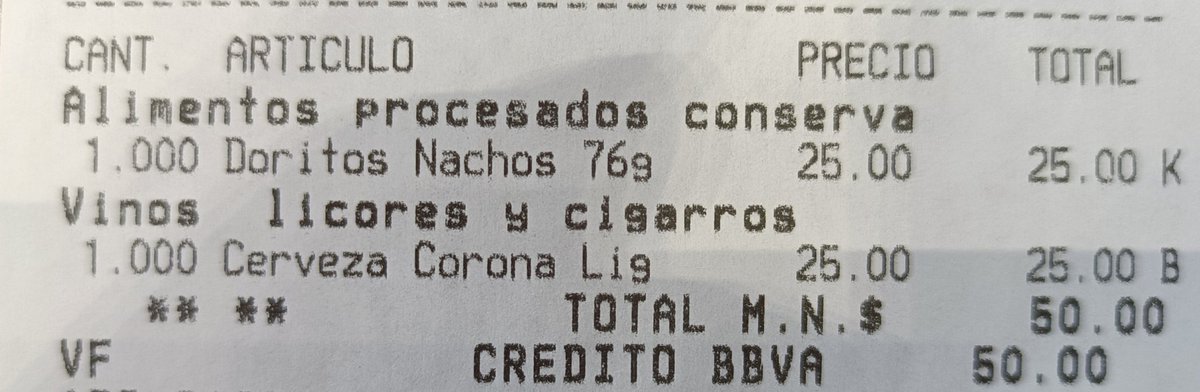 CANT. ARTICULO PRECIO TOTAL
Alimentos procesados conserva
1.000 Doritos Nachos 76g 25.00 25.00 K
Vinos licores y cigarros
1.000 Cerveza Corona Lig 25.00 25.00 B
** ** TOTAL M.N.$ 50.00
VF CREDITO BBVA 50.00